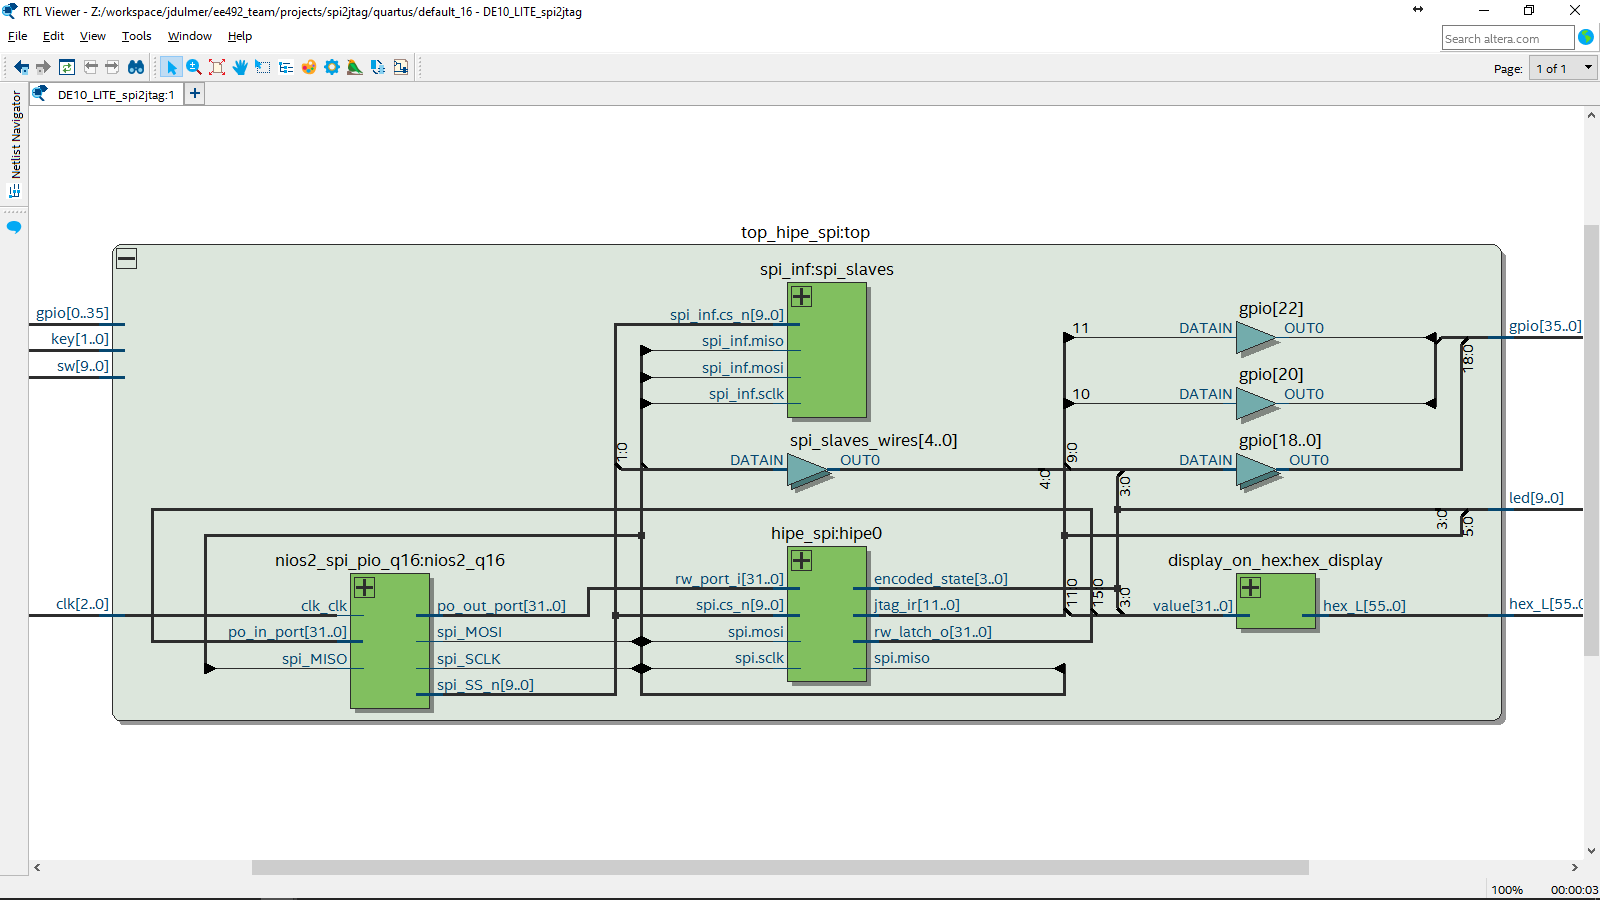 RTL Viewer - Z:/workspace/jdulmer/ee492_team/projects/spi2jtag/quartus/default_16 - DE10_LITE_spi2jtag
File Edit View Tools Window Help
Search altera.com
Page: 1 of 1
DE10_LITE_spi2jtag:1
Netlist Navigator
top_hipe_spi:top
spi_inf:spi_slaves
gpio[0..35]
key[1..0]
sw[9..0]
spi_inf.cs_n[9..0]
spi_inf.miso
spi_inf.mosi
spi_inf.sclk
gpio[22]
11
DATAIN
OUT0
gpio[35..0]
18:0
gpio[20]
10
DATAIN
OUT0
1:0
spi_slaves_wires[4..0]
DATAIN
OUT0
4:0
9:0
3:0
gpio[18..0]
DATAIN
OUT0
led[9..0]
3:0
5:0
nios2_spi_pio_q16:nios2_q16
clk[2..0]
clk_clk
po_in_port[31..0]
spi_MISO
po_out_port[31..0]
spi_MOSI
spi_SCLK
spi_SS_n[9..0]
hipe_spi:hipe0
rw_port_i[31..0]
spi.cs_n[9..0]
spi.mosi
spi.sclk
encoded_state[3..0]
jtag_ir[11..0]
rw_latch_o[31..0]
spi.miso
11:0
15:0
3:0
display_on_hex:hex_display
value[31..0]
hex_L[55..0]
hex_L[55..0
100% 00:00:03